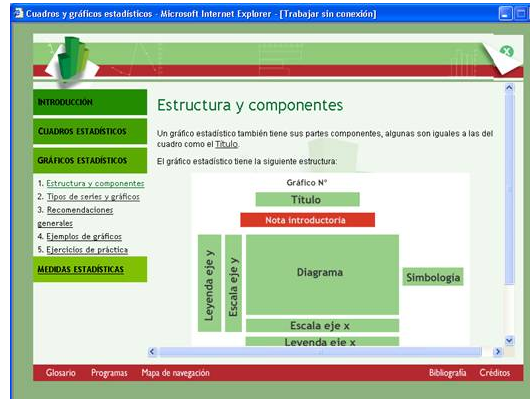 Cuadros y gráficos estadísticos - Microsoft Internet Explorer - [Trabajar sin conexión]
INTRODUCCIÓN
CUADROS ESTADÍSTICOS
GRÁFICOS ESTADÍSTICOS
1. Estructura y componentes
2. Tipos de series y gráficos
3. Recomendaciones
generales
4. Ejemplos de gráficos
5. Ejercicios de práctica
MEDIDAS ESTADÍSTICAS
Estructura y componentes
Un gráfico estadístico también tiene sus partes componentes, algunas son iguales a las del
cuadro como el Título.
El gráfico estadístico tiene la siguiente estructura:
Gráfico Nº
Título
Nota introductoria
Leyenda eje y
Escala eje y
Diagrama
Simbología
Escala eje x
Leyenda eje x
Glosario Programas Mapa de navegación Bibliografía Créditos